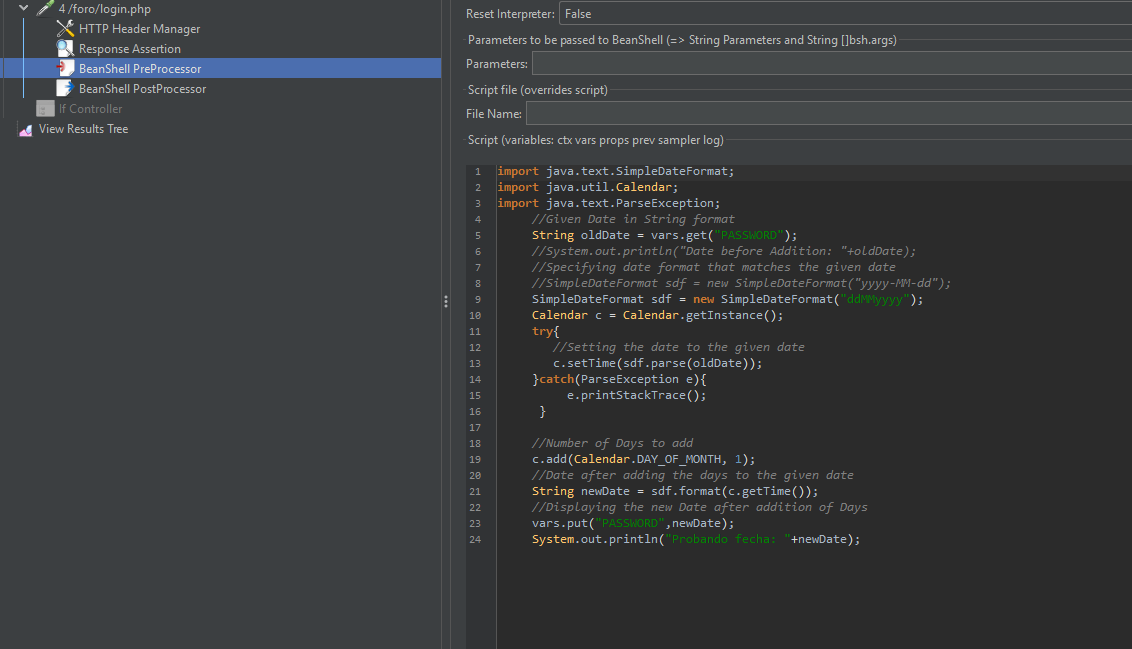 4 /foro/login.php
HTTP Header Manager
Response Assertion
BeanShell PreProcessor
BeanShell PostProcessor
If Controller
View Results Tree
Reset Interpreter: False
Parameters to be passed to BeanShell (=> String Parameters and String []bsh.args)
Parameters:
Script file (overrides script)
File Name:
Script (variables: ctx vars props prev sampler log)
1 import java.text.SimpleDateFormat;
2 import java.util.Calendar;
3 import java.text.ParseException;
4 //Given Date in String format
5 String oldDate = vars.get("PASSWORD");
6 //System.out.println("Date before Addition: "+oldDate);
7 //Specifying date format that matches the given date
8 //SimpleDateFormat sdf = new SimpleDateFormat("yyyy-MM-dd");
9 SimpleDateFormat sdf = new SimpleDateFormat("ddMMyyyy");
10 Calendar c = Calendar.getInstance();
11 try{
12 //Setting the date to the given date
13 c.setTime(sdf.parse(oldDate));
14 }catch(ParseException e){
15 e.printStackTrace();
16 }
17
18 //Number of Days to add
19 c.add(Calendar.DAY_OF_MONTH, 1);
20 //Date after adding the days to the given date
21 String newDate = sdf.format(c.getTime());
22 //Displaying the new Date after addition of Days
23 vars.put("PASSWORD",newDate);
24 System.out.println("Probando fecha: "+newDate);